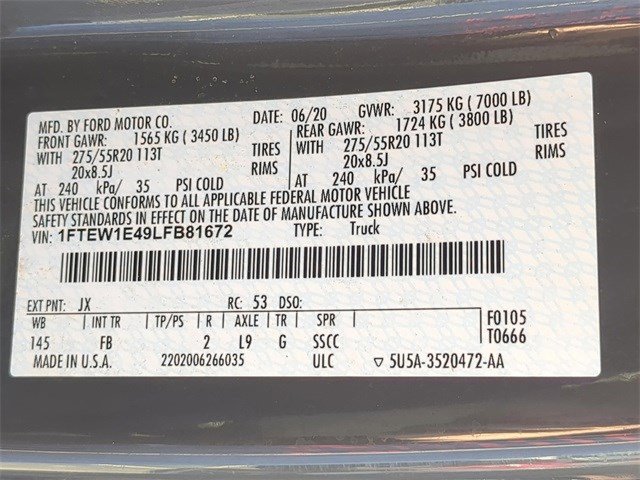 MFD. BY FORD MOTOR CO. DATE: 06/20 GVWR: 3175 KG ( 7000 LB)
FRONT GAWR: 1565 KG ( 3450 LB) REAR GAWR: 1724 KG ( 3800 LB)
WITH 275/55R20 113T TIRES WITH 275/55R20 113T TIRES
20x8.5J RIMS 20x8.5J RIMS
AT 240 kPa/ 35 PSI COLD AT 240 kPa/ 35 PSI COLD
THIS VEHICLE CONFORMS TO ALL APPLICABLE FEDERAL MOTOR VEHICLE
SAFETY STANDARDS IN EFFECT ON THE DATE OF MANUFACTURE SHOWN ABOVE.
VIN: 1FTEW1E49LFB81672 TYPE: Truck
EXT PNT: JX RC: 53 DSO:
WB INT TR TP/PS R AXLE TR SPR F0105
145 FB 2 L9 G SSCC T0666
MADE IN U.S.A. 2202006266035 ULC ▽ 5U5A-3520472-AA